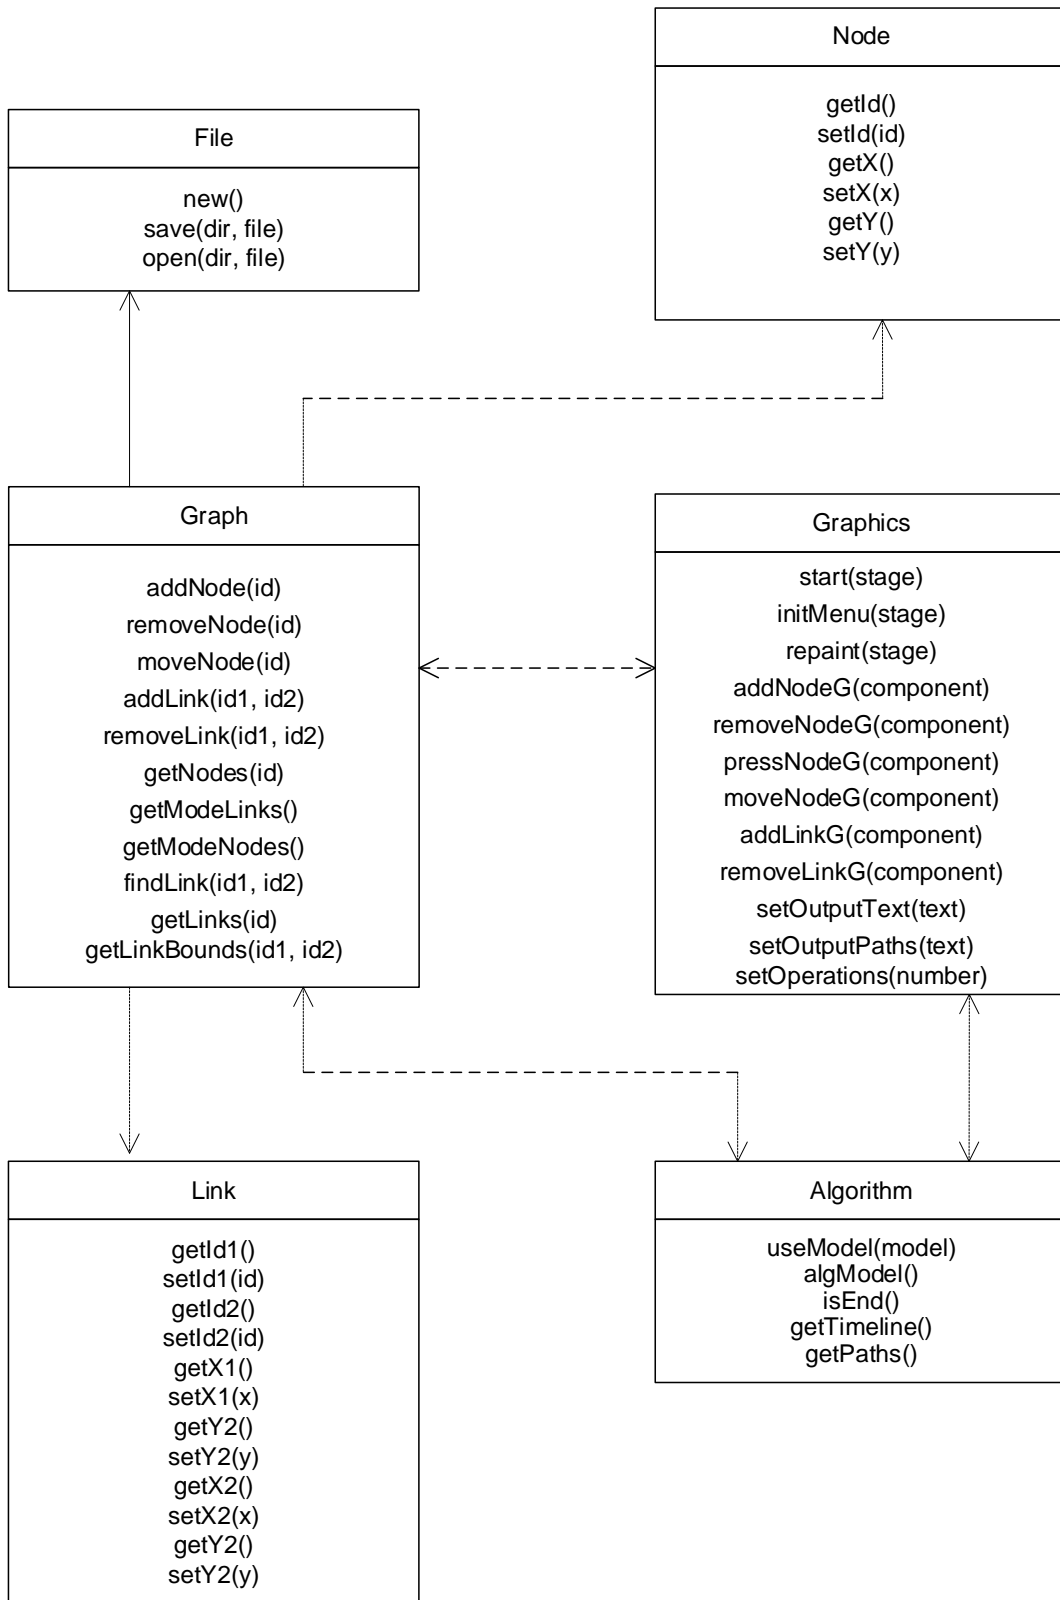 Node
getId()
setId(id)
getX()
setX(x)
getY()
setY(y)
File
new()
save(dir, file)
open(dir, file)
Graph
addNode(id)
removeNode(id)
moveNode(id)
addLink(id1, id2)
removeLink(id1, id2)
getNodes(id)
getModeLinks()
getModeNodes()
findLink(id1, id2)
getLinks(id)
getLinkBounds(id1, id2)
Graphics
start(stage)
initMenu(stage)
repaint(stage)
addNodeG(component)
removeNodeG(component)
pressNodeG(component)
moveNodeG(component)
addLinkG(component)
removeLinkG(component)
setOutputText(text)
setOutputPaths(text)
setOperations(number)
Link
getId1()
setId1(id)
getId2()
setId2(id)
getX1()
setX1(x)
getY2()
setY2(y)
getX2()
setX2(x)
getY2()
setY2(y)
Algorithm
useModel(model)
algModel()
isEnd()
getTimeline()
getPaths()